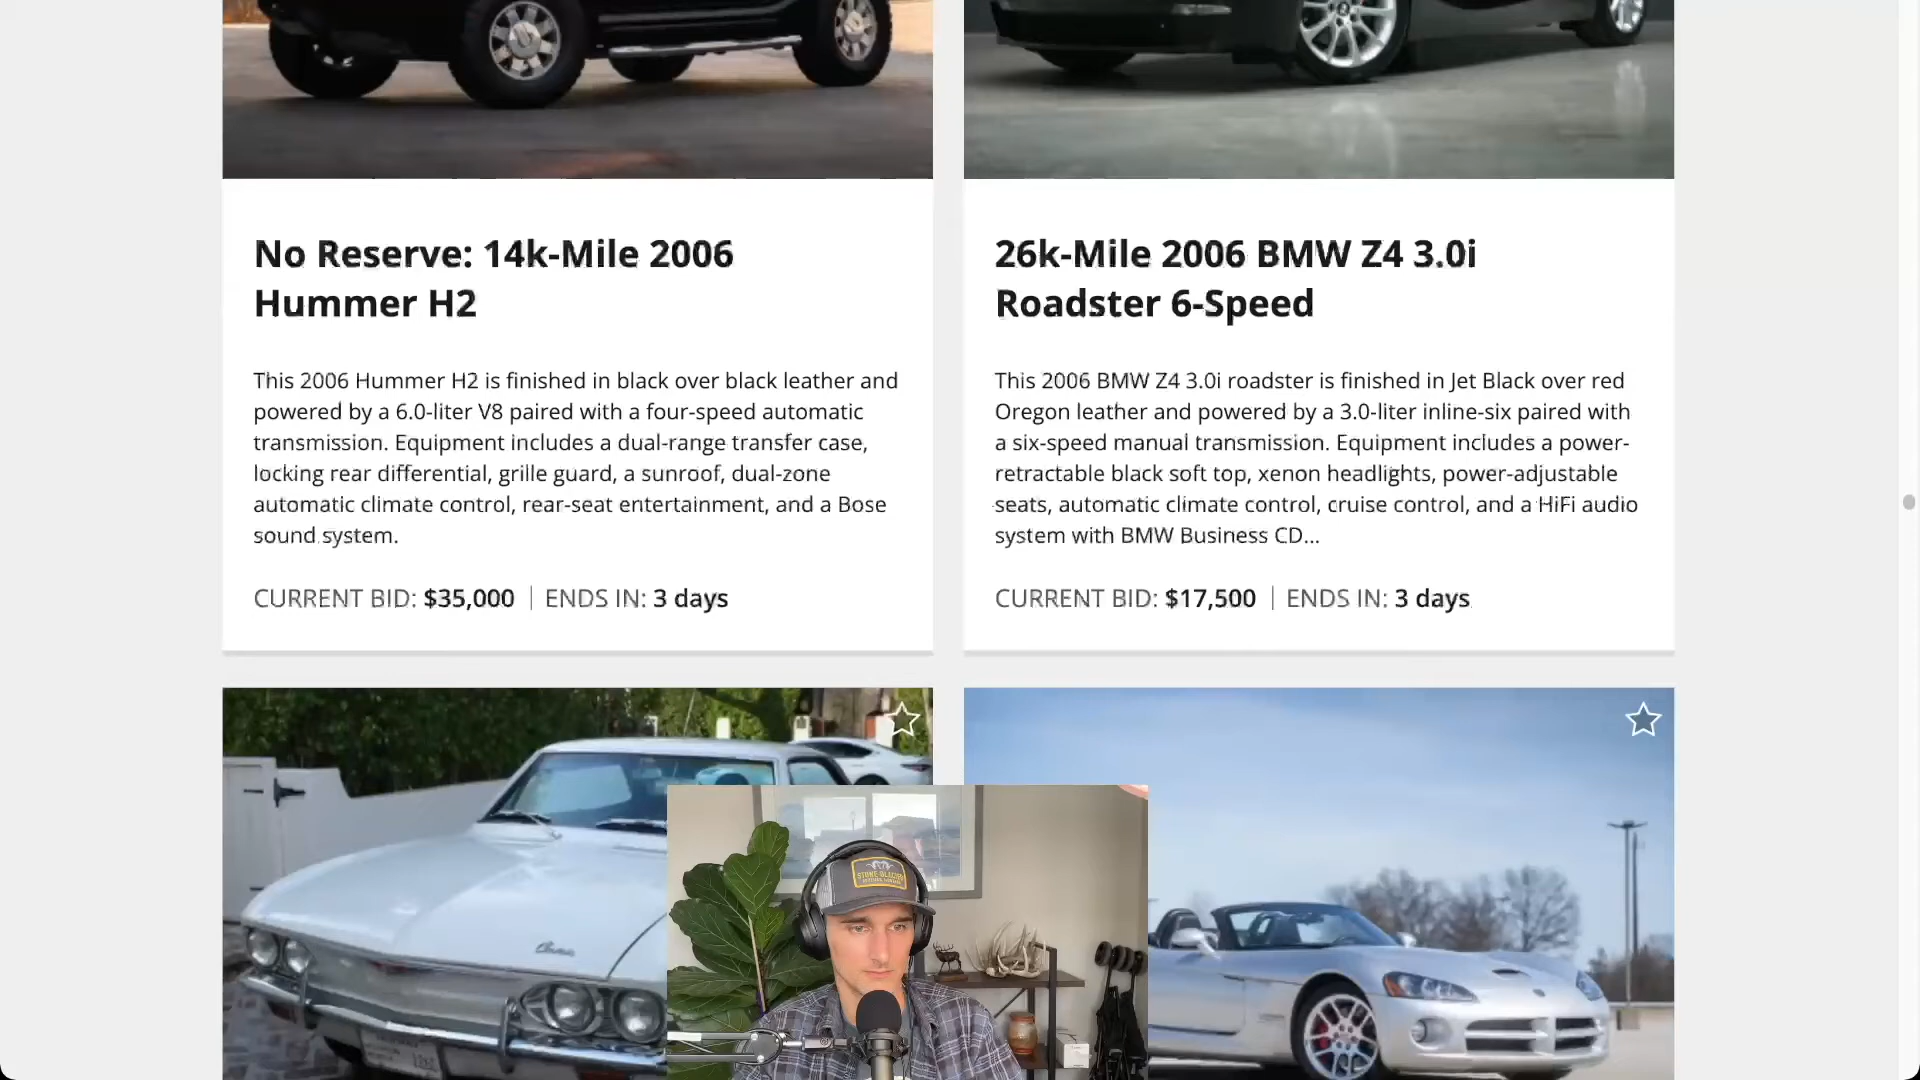 No Reserve: 14k-Mile 2006
Hummer H2
This 2006 Hummer H2 is finished in black over black leather and
powered by a 6.0-liter V8 paired with a four-speed automatic
transmission. Equipment includes a dual-range transfer case,
locking rear differential, grille guard, a sunroof, dual-zone
automatic climate control, rear-seat entertainment, and a Bose
sound system.
CURRENT BID: $35,000 | ENDS IN: 3 days
26k-Mile 2006 BMW Z4 3.0i
Roadster 6-Speed
This 2006 BMW Z4 3.0i roadster is finished in Jet Black over red
Oregon leather and powered by a 3.0-liter inline-six paired with
a six-speed manual transmission. Equipment includes a power-
retractable black soft top, xenon headlights, power-adjustable
seats, automatic climate control, cruise control, and a HiFi audio
system with BMW Business CD...
CURRENT BID: $17,500 | ENDS IN: 3 days
STONE GLACIER